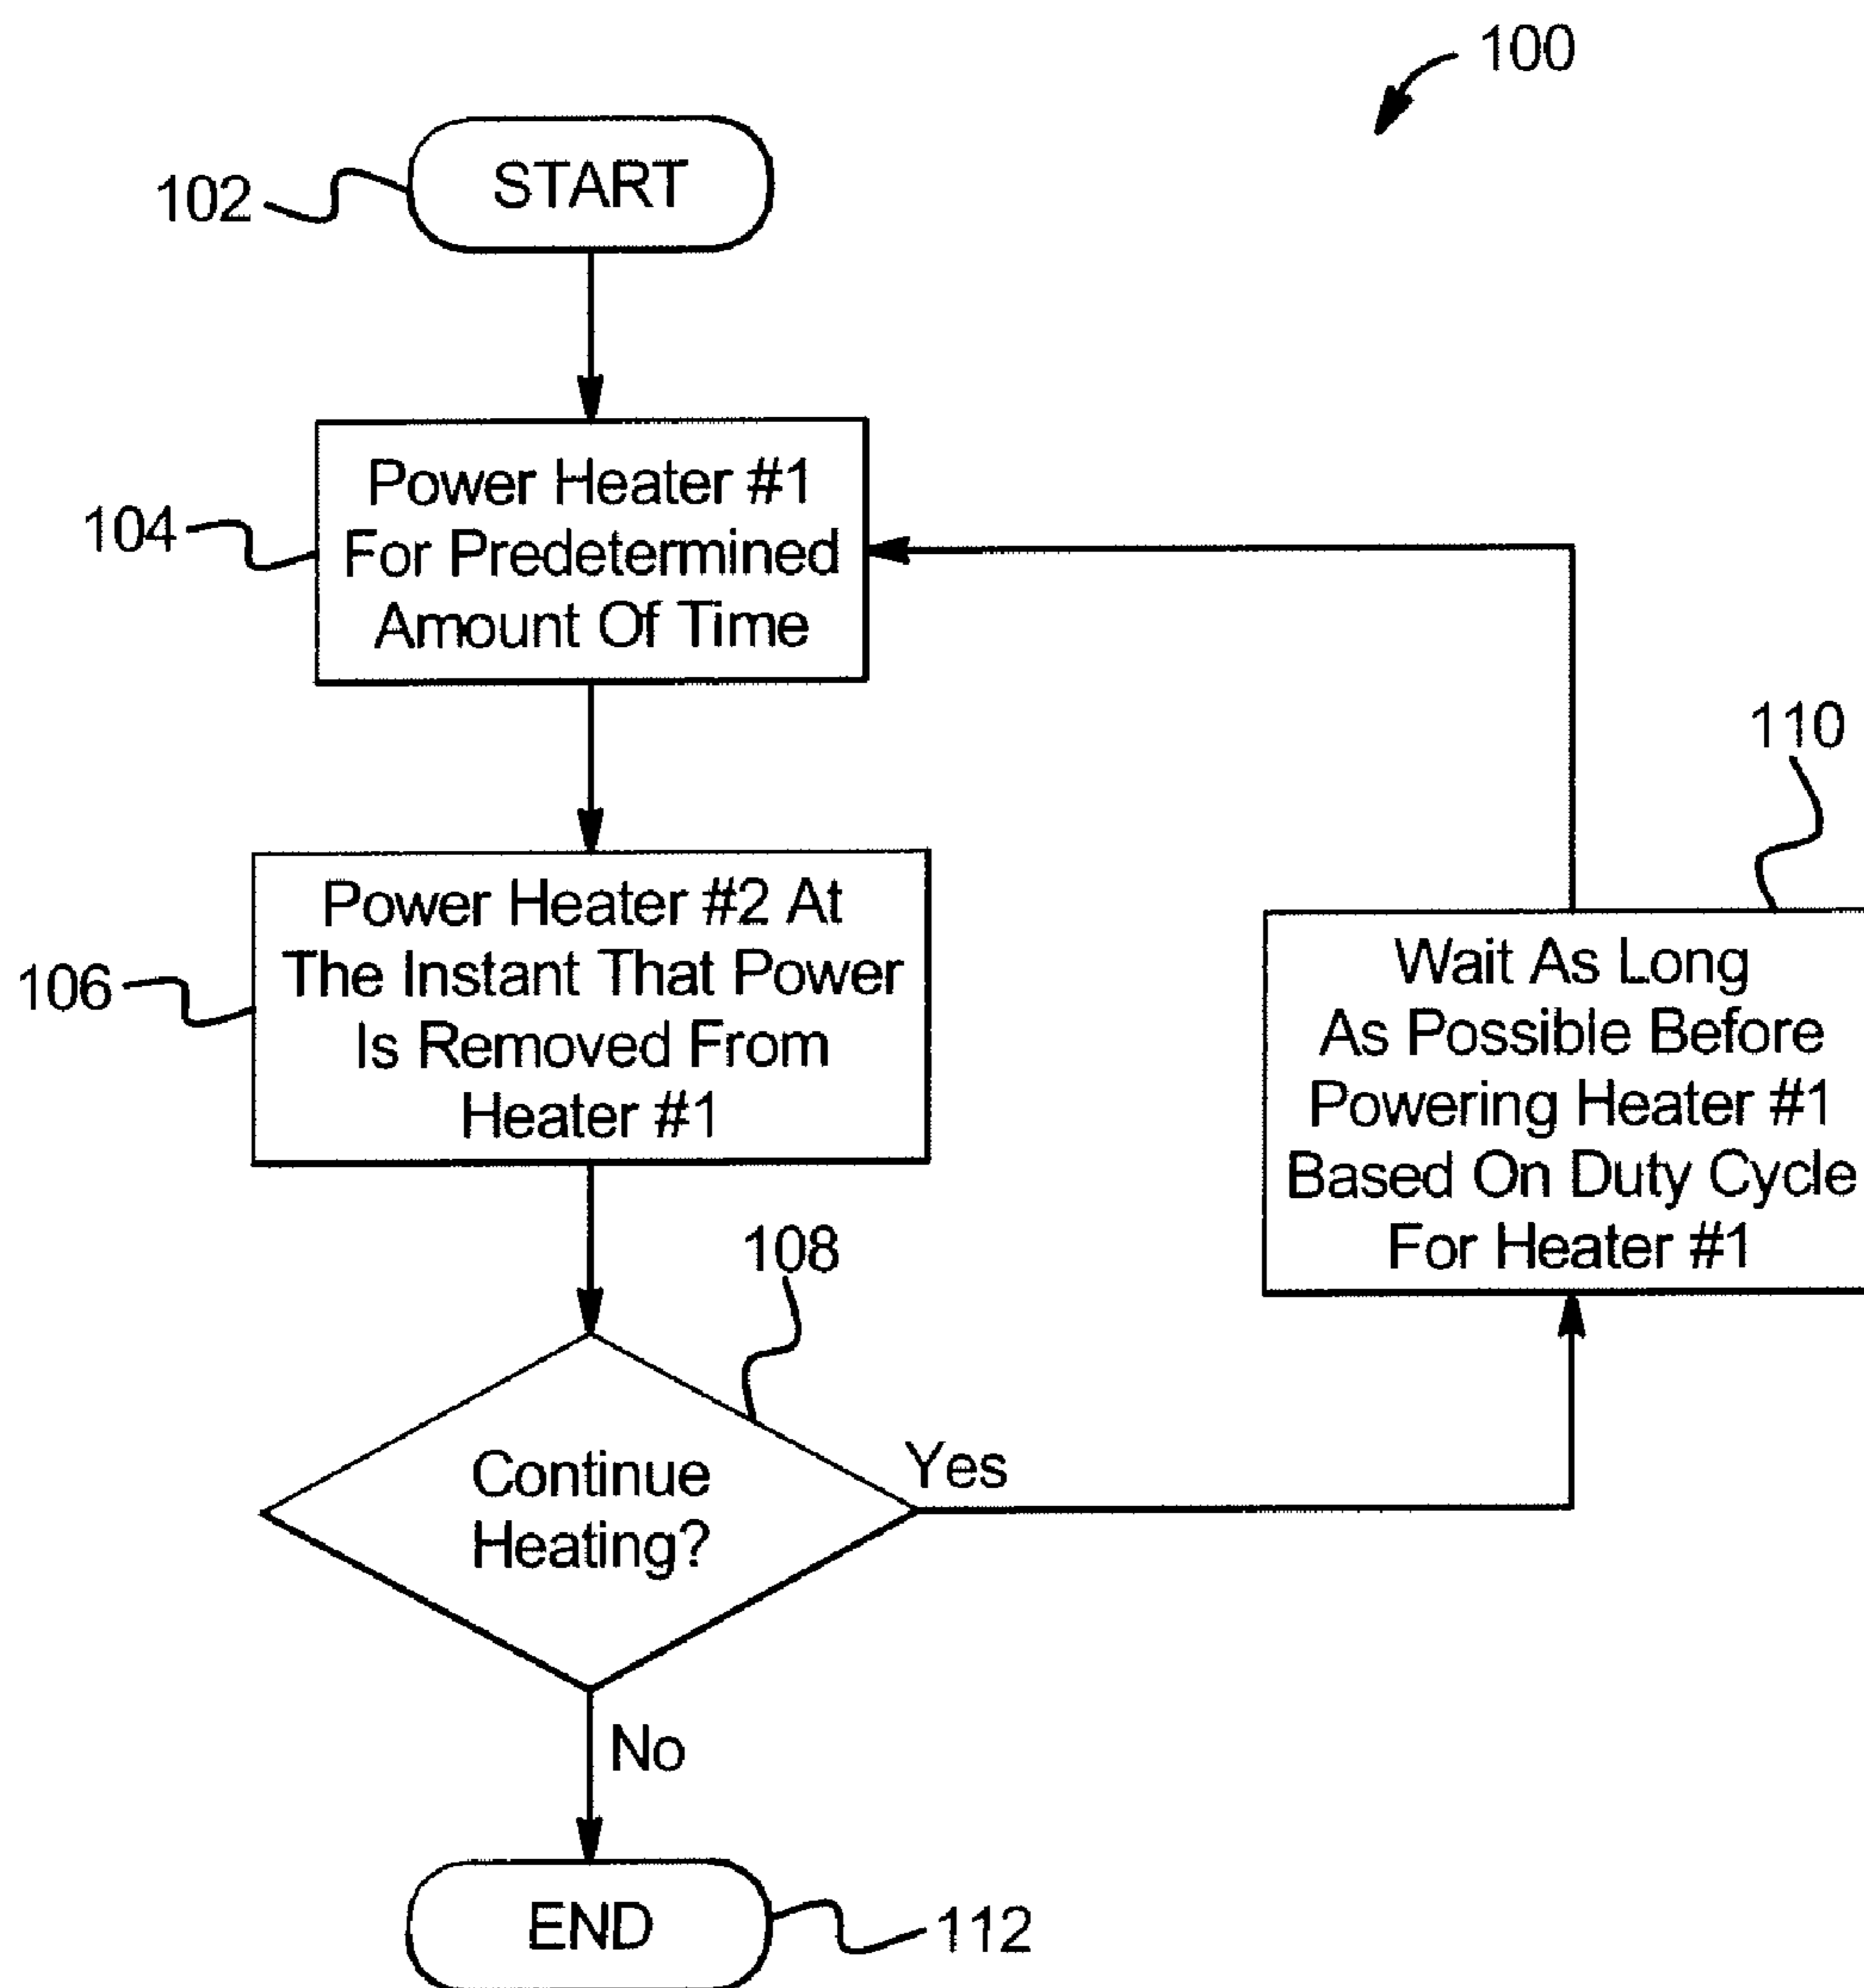 100
102
START
104
Power Heater #1
For Predetermined
Amount Of Time
106
Power Heater #2 At
The Instant That Power
Is Removed From
Heater #1
110
Wait As Long
As Possible Before
Powering Heater #1
Based On Duty Cycle
For Heater #1
108
Continue
Heating?
Yes
No
END
112